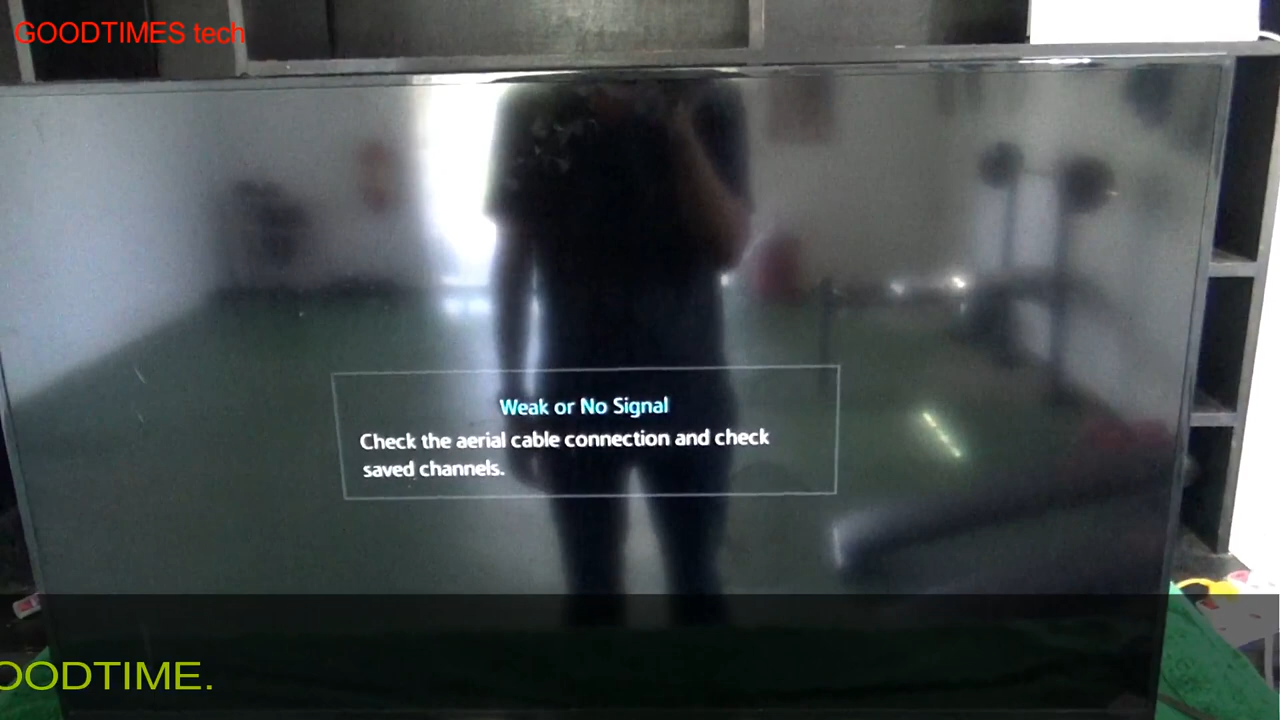 GOODTIMES tech
Weak or No Signal
Check the aerial cable connection and check
saved channels.
OODTIME.